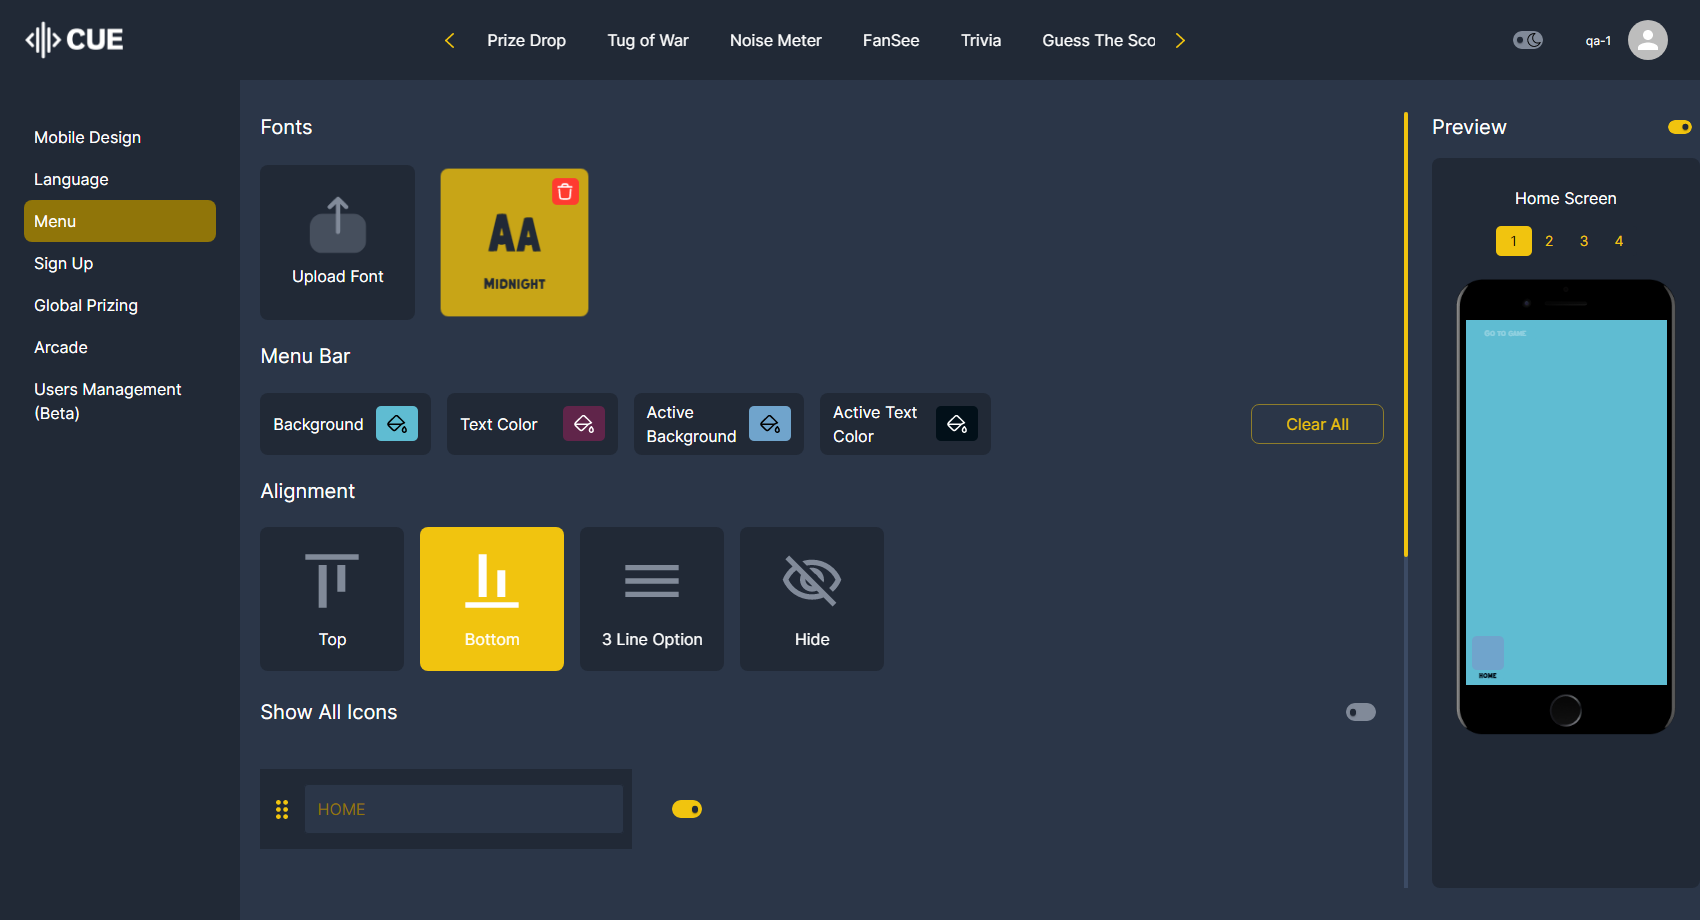 CUE
Prize Drop
Tug of War
Noise Meter
FanSee
Trivia
Guess The Sco
qa-1
Mobile Design
Language
Menu
Sign Up
Global Prizing
Arcade
Users Management
(Beta)
Fonts
Upload Font
AA
MIDNIGHT
Menu Bar
Background
Text Color
Active
Background
Active Text
Color
Clear All
Alignment
Top
Bottom
3 Line Option
Hide
Show All Icons
HOME
Preview
Home Screen
1 2 3 4
GO TO GAME
HOME